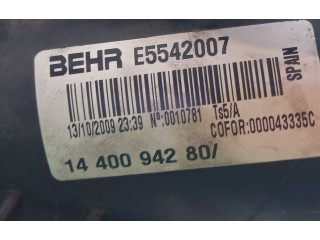 BEHR E5542007
SPAIN
13/10/2009 23:39 Nº:0010781 Ts5/A
COFOR:000043335C
14 400 942 80/